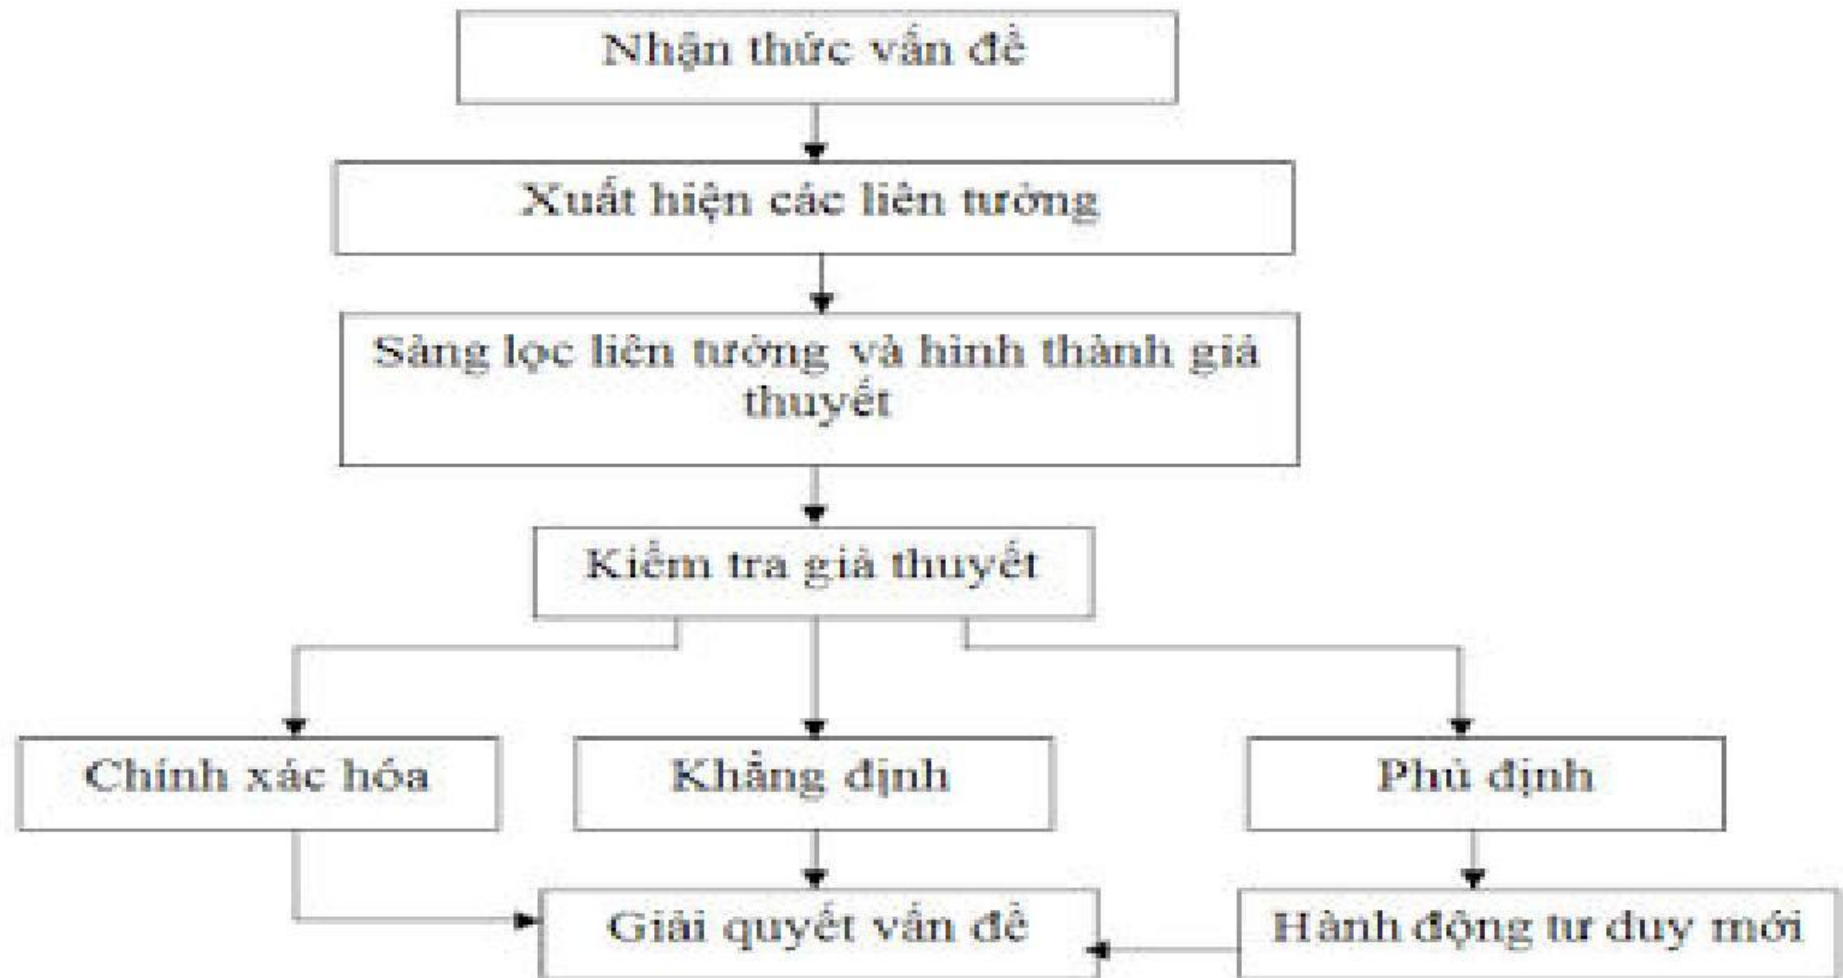 Nhận thức vấn đề
Xuất hiện các liên tưởng
Sàng lọc liên tưởng và hình thành giả
thuyết
Kiểm tra giả thuyết
Chính xác hóa
Khẳng định
Phủ định
Giải quyết vấn đề
Hành động tư duy mới